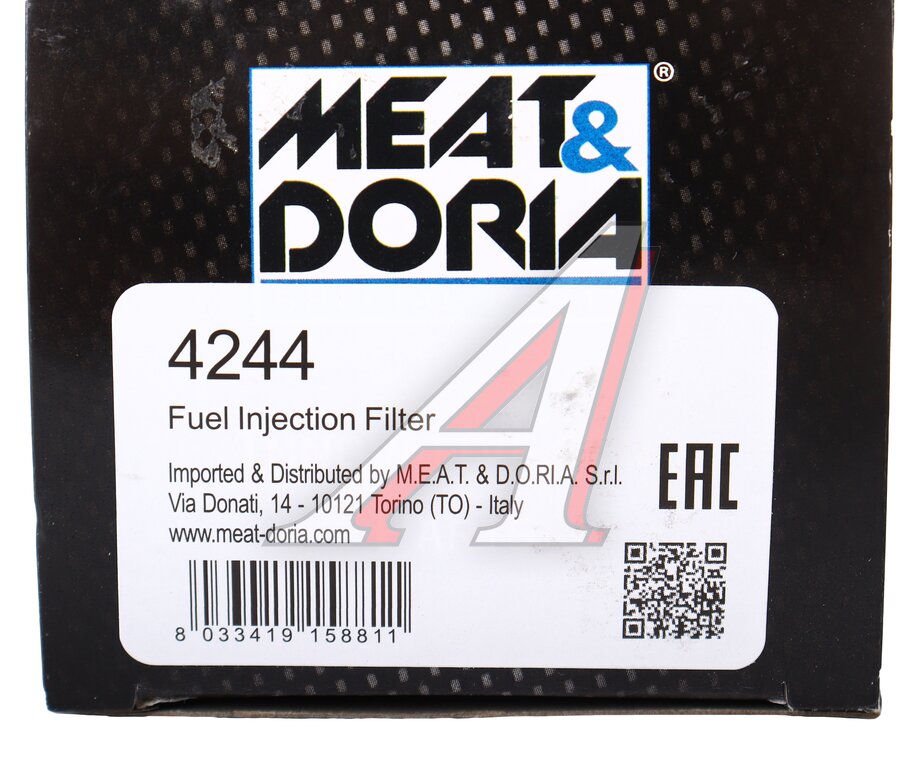 MEAT&
DORIA
®
4244
Fuel Injection Filter
Imported & Distributed by M.E.A.T. & D.O.RI.A. S.r.l.
Via Donati, 14 - 10121 Torino (TO) - Italy
www.meat-doria.com
EAC
8 033419 158811